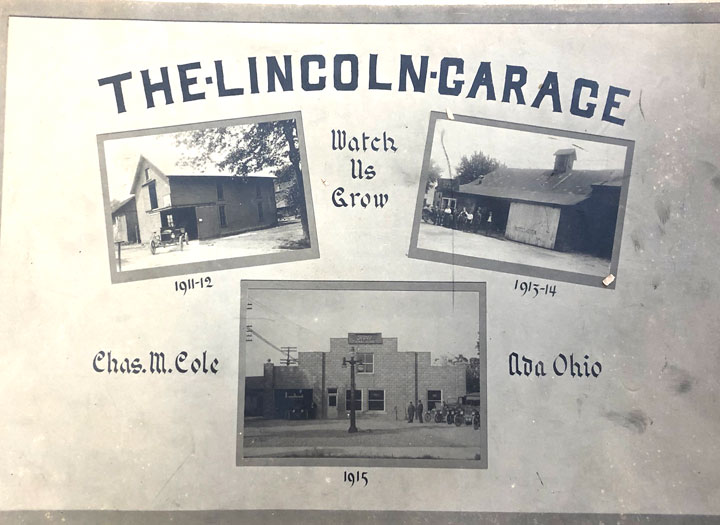 THE·LINCOLN·GARAGE
Watch
Us
Grow
1911-12
1913-14
Chas. M. Cole
Ada Ohio
1915